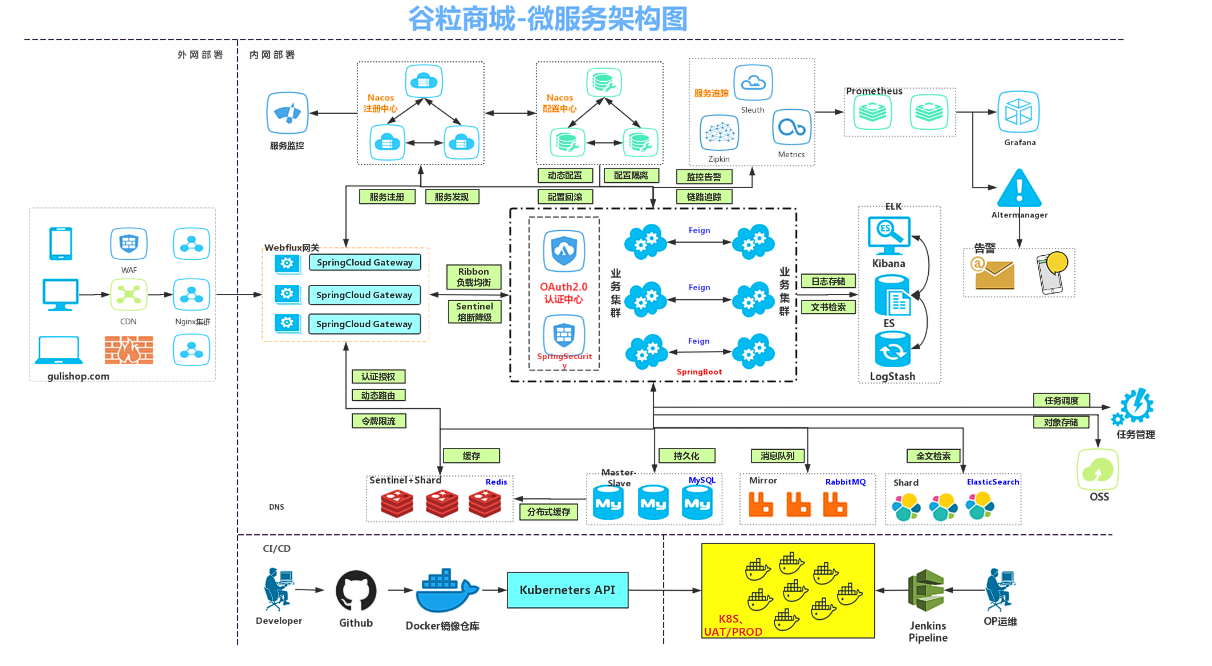 谷粒商城-微服务架构图
外网部署
内网部署
服务监控
Nacos
注册中心
Nacos
配置中心
服务追踪
Sleuth
Zipkin
Metrics
Prometheus
Grafana
Altermanager
告警
服务注册
服务发现
动态配置
配置隔离
配置回滚
监控告警
链路追踪
WAF
CDN
Nginx集群
gulishop.com
Webflux网关
SpringCloud Gateway
SpringCloud Gateway
SpringCloud Gateway
Ribbon
负载均衡
Sentinel
熔断降级
OAuth2.0
认证中心
SpringSecurit
y
业务集群
Feign
Feign
Feign
业务集群
SpringBoot
日志存储
文书检索
ELK
ES
Kibana
ES
LogStash
认证授权
动态路由
令牌限流
任务调度
对象存储
任务管理
OSS
缓存
持久化
消息队列
全文检索
Sentinel+Shard
Redis
分布式缓存
Master-
Slave
MySQL
My
My
My
Mirror
RabbitMQ
Shard
ElasticSearch
DNS
CI/CD
Developer
Github
Docker镜像仓库
Kuberneters API
K8S、
UAT/PROD
Jenkins
Pipeline
OP运维